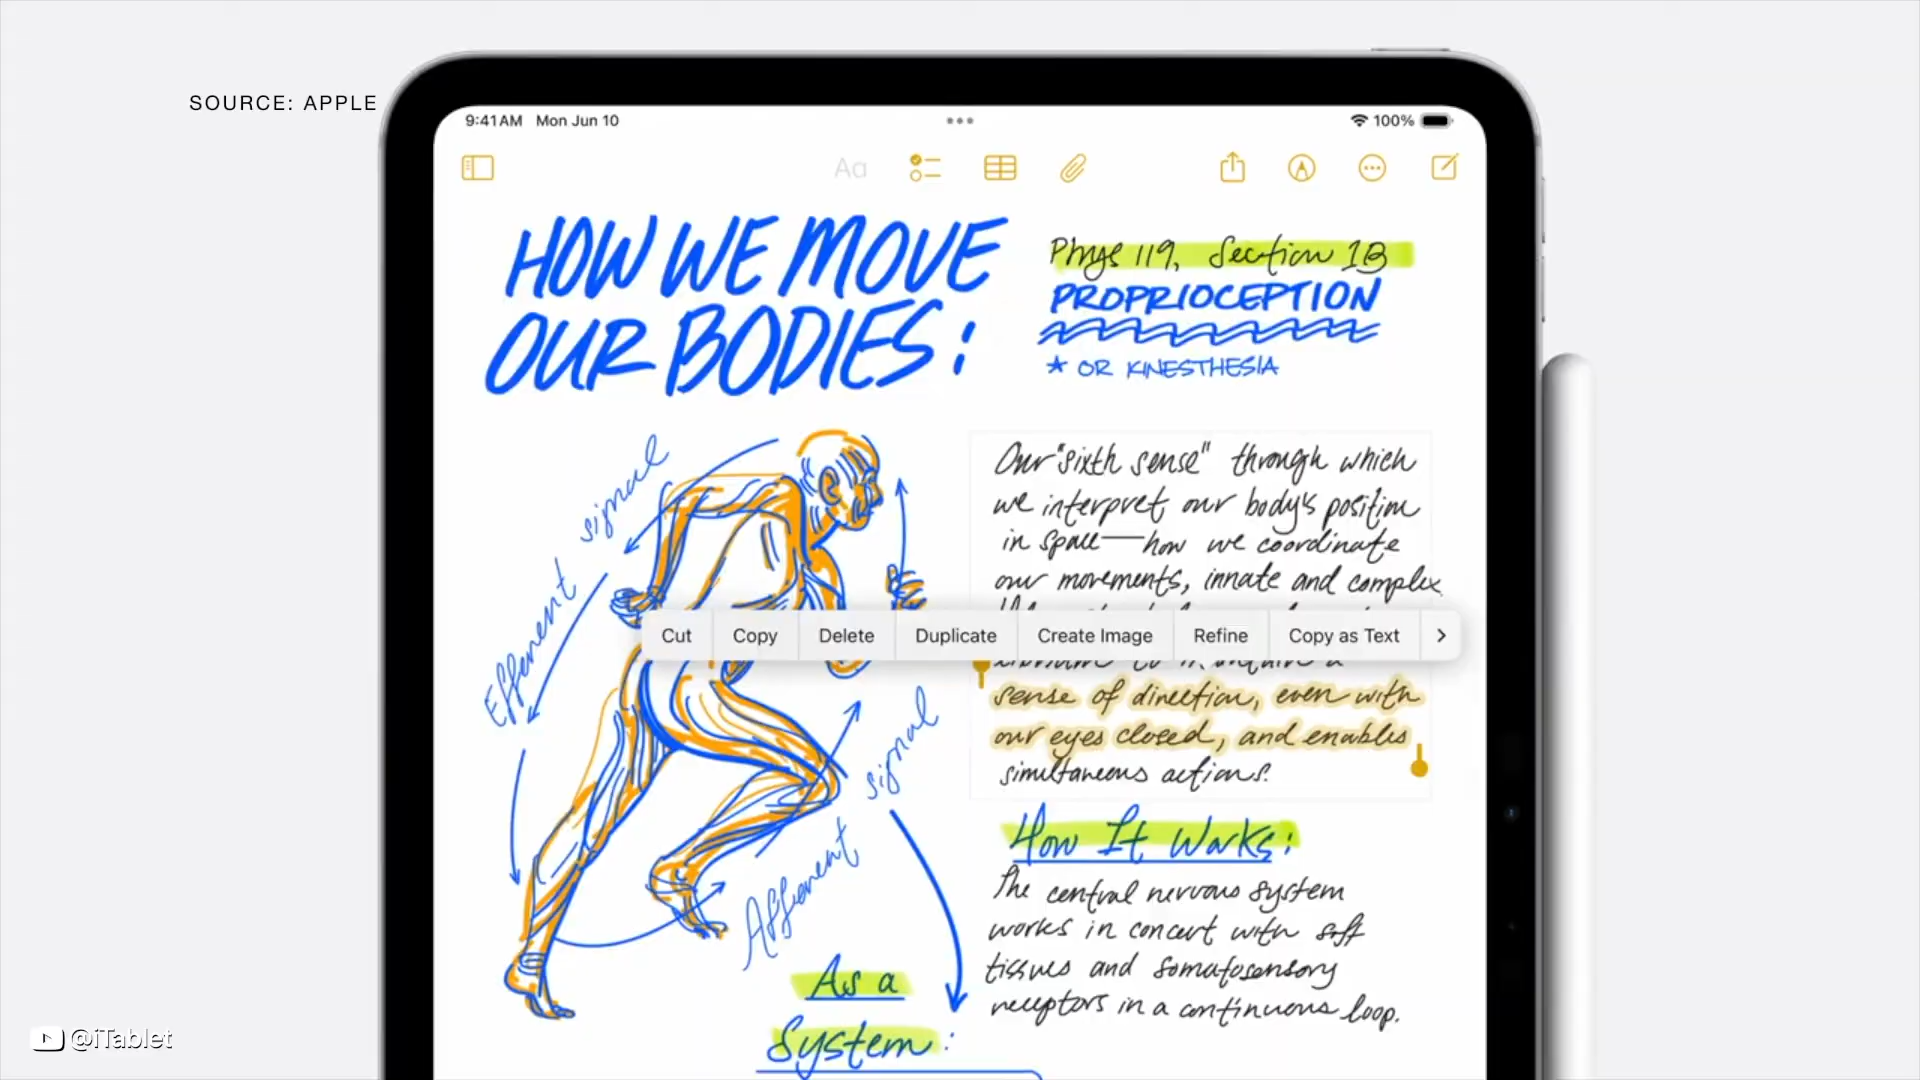 SOURCE: APPLE
9:41 AM Mon Jun 10
100%
Aa
HOW WE MOVE
OUR BODIES:
Phys 119, Section 1B
PROPRIOCEPTION
* OR KINESTHESIA
Efferent signal
Our "sixth sense" through which
we interpret our body's position
in space—how we coordinate
our movements, innate and complex
Cut Copy Delete Duplicate Create Image Refine Copy as Text
to maintain a
sense of direction, even with
our eyes closed, and enables
simultaneous actions.
Afferent signal
How It Works:
The central nervous system
works in concert with soft
tissues and somatosensory
receptors in a continuous loop.
As a
System:
@iTablet